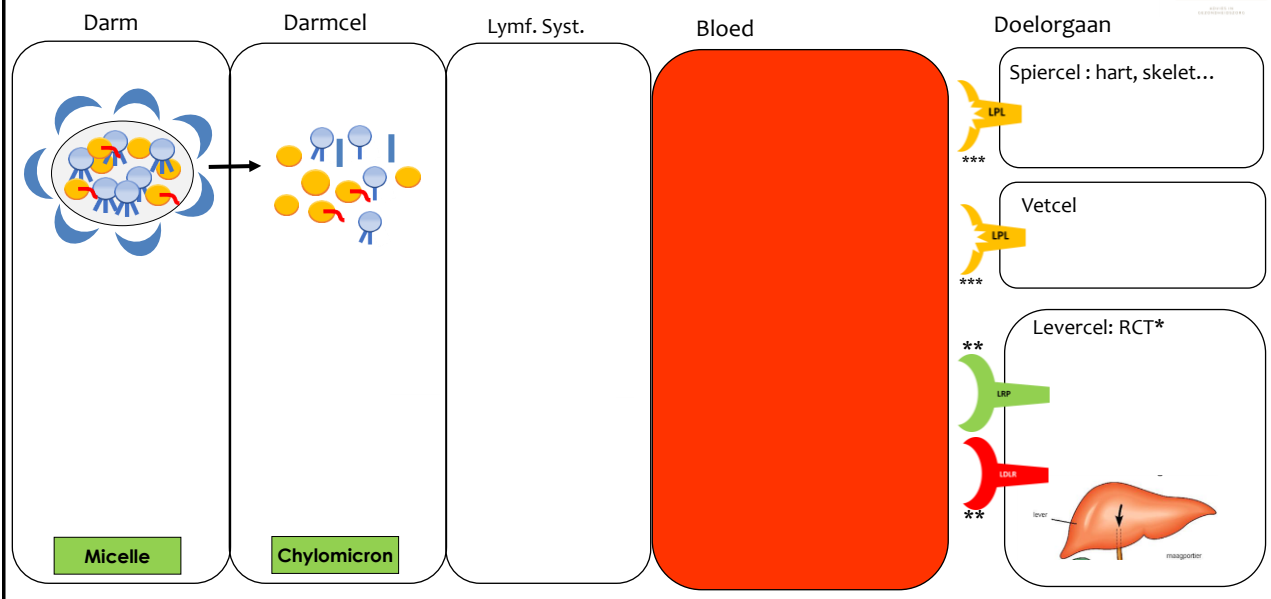 Darm
Darmcel
Lymf. Syst.
Bloed
Doelorgaan
Spiercel : hart, skelet...
LPL
***
Vetcel
LPL
***
Levercel: RCT*
**
LRP
LDLR
**
lever
maagportier
Micelle
Chylomicron